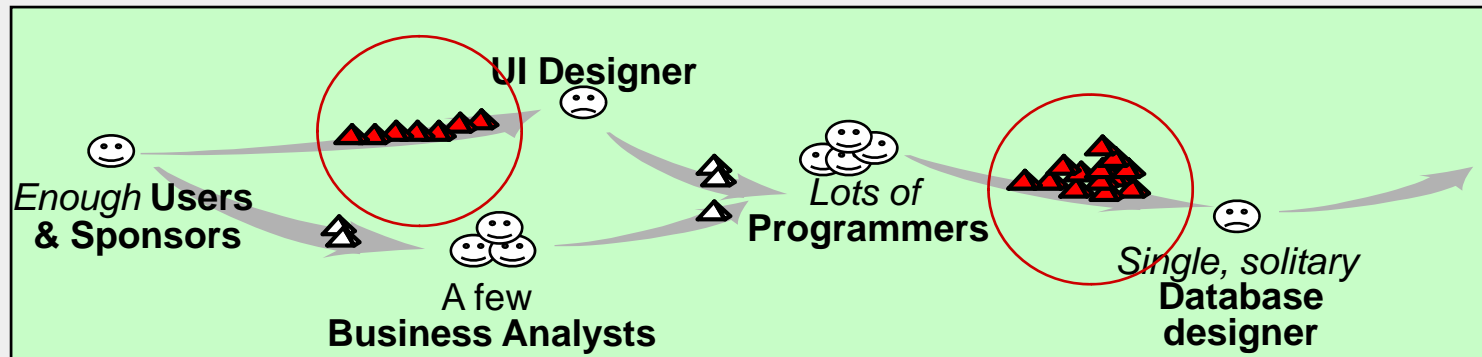 UI Designer
Enough Users
& Sponsors
A few
Business Analysts
Lots of
Programmers
Single, solitary
Database
designer